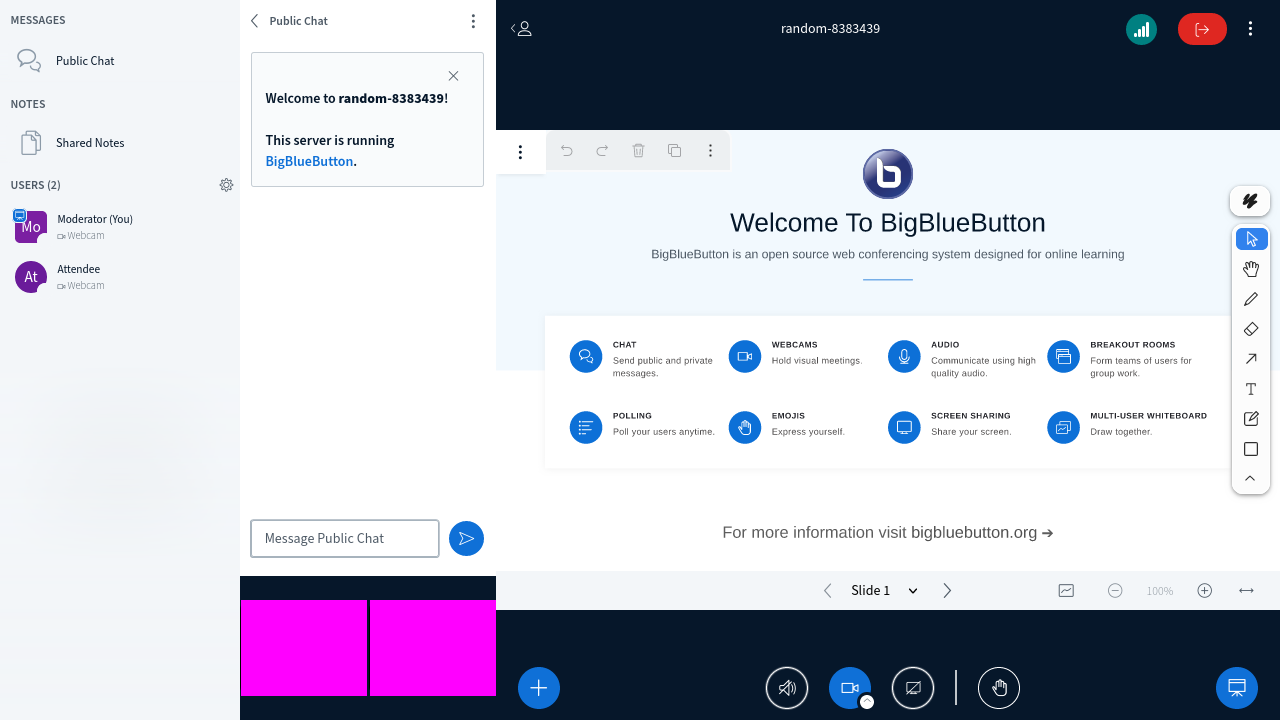 MESSAGES
Public Chat
NOTES
Shared Notes
USERS (2)
Mo
Moderator (You)
Webcam
At
Attendee
Webcam
Public Chat
Welcome to random-8383439!
This server is running
BigBlueButton.
Message Public Chat
random-8383439
Welcome To BigBlueButton
BigBlueButton is an open source web conferencing system designed for online learning
CHAT
Send public and private
messages.
WEBCAMS
Hold visual meetings.
AUDIO
Communicate using high
quality audio.
BREAKOUT ROOMS
Form teams of users for
group work.
POLLING
Poll your users anytime.
EMOJIS
Express yourself.
SCREEN SHARING
Share your screen.
MULTI-USER WHITEBOARD
Draw together.
For more information visit bigbluebutton.org →
Slide 1
100%